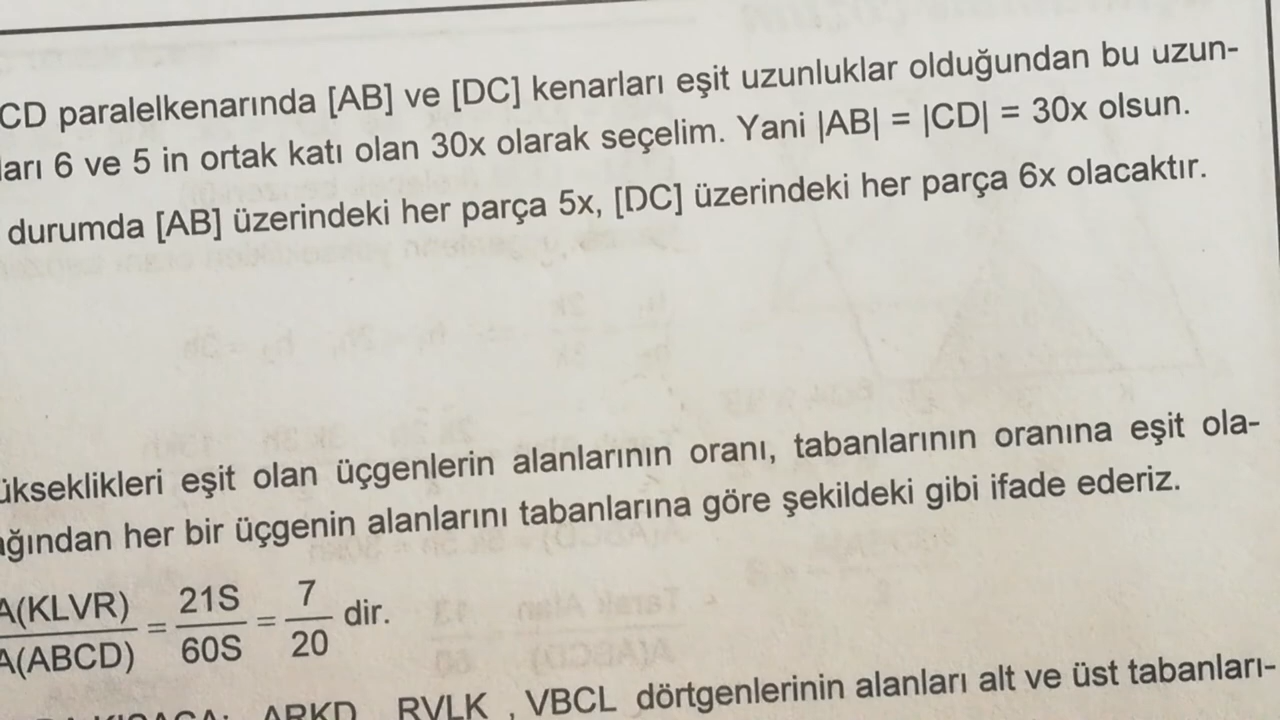 CD paralelkenarında [AB] ve [DC] kenarları eşit uzunluklar olduğundan bu uzun-
ları 6 ve 5 in ortak katı olan 30x olarak seçelim. Yani |AB| = |CD| = 30x olsun.
durumda [AB] üzerindeki her parça 5x, [DC] üzerindeki her parça 6x olacaktır.
ükseklikleri eşit olan üçgenlerin alanlarının oranı, tabanlarının oranına eşit ola-
ğından her bir üçgenin alanlarını tabanlarına göre şekildeki gibi ifade ederiz.
A(KLVR) / A(ABCD) = 21S / 60S = 7 / 20 dir.
ARKD, RVLK, VBCL dörtgenlerinin alanları alt ve üst tabanları-